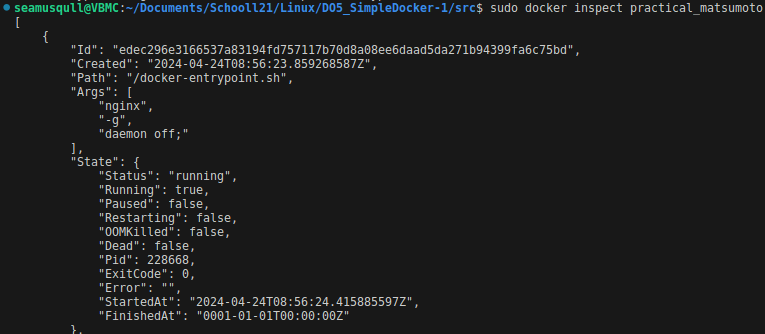 seamusqull@VBMC:~/Documents/Schooll21/Linux/DO5_SimpleDocker-1/src$ sudo docker inspect practical_matsumoto
[
    {
        "Id": "edec296e3166537a83194fd757117b70d8a08ee6daad5da271b94399fa6c75bd",
        "Created": "2024-04-24T08:56:23.859268587Z",
        "Path": "/docker-entrypoint.sh",
        "Args": [
            "nginx",
            "-g",
            "daemon off;"
        ],
        "State": {
            "Status": "running",
            "Running": true,
            "Paused": false,
            "Restarting": false,
            "OOMKilled": false,
            "Dead": false,
            "Pid": 228668,
            "ExitCode": 0,
            "Error": "",
            "StartedAt": "2024-04-24T08:56:24.415885597Z",
            "FinishedAt": "0001-01-01T00:00:00Z"
        },